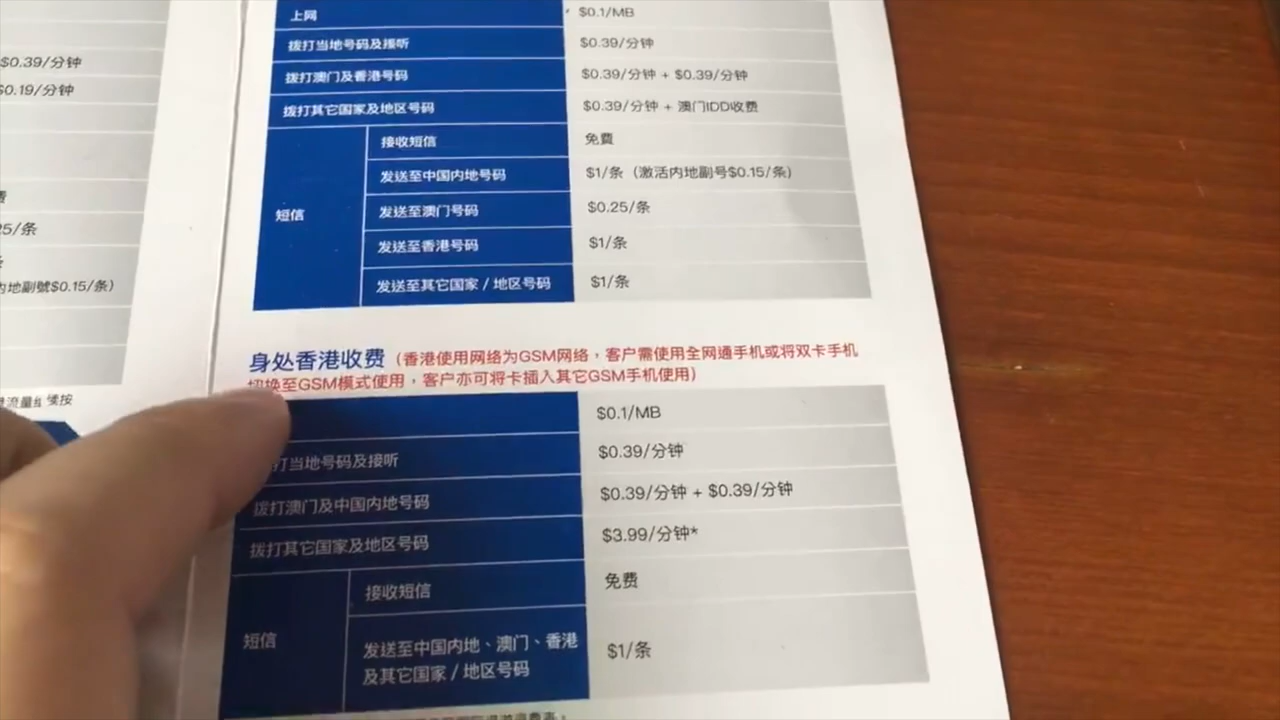 $0.39/分钟
$0.19/分钟
25/条
内地副號$0.15/条)
上网 $0.1/MB
拨打当地号码及接听 $0.39/分钟
拨打澳门及香港号码 $0.39/分钟 + $0.39/分钟
拨打其它国家及地区号码 $0.39/分钟 + 澳门IDD收费
短信
接收短信 免費
发送至中国内地号码 $1/条（激活内地副号$0.15/条)
发送至澳门号码 $0.25/条
发送至香港号码 $1/条
发送至其它国家 / 地区号码 $1/条
身处香港收费（香港使用网络为GSM网络，客户需使用全网通手机或将双卡手机
切换至GSM模式使用，客户亦可将卡插入其它GSM手机使用)
$0.1/MB
打当地号码及接听 $0.39/分钟
拨打澳门及中国内地号码 $0.39/分钟 + $0.39/分钟
拨打其它国家及地区号码 $3.99/分钟*
短信
接收短信 免费
发送至中国内地、澳门、香港
及其它国家 / 地区号码 $1/条